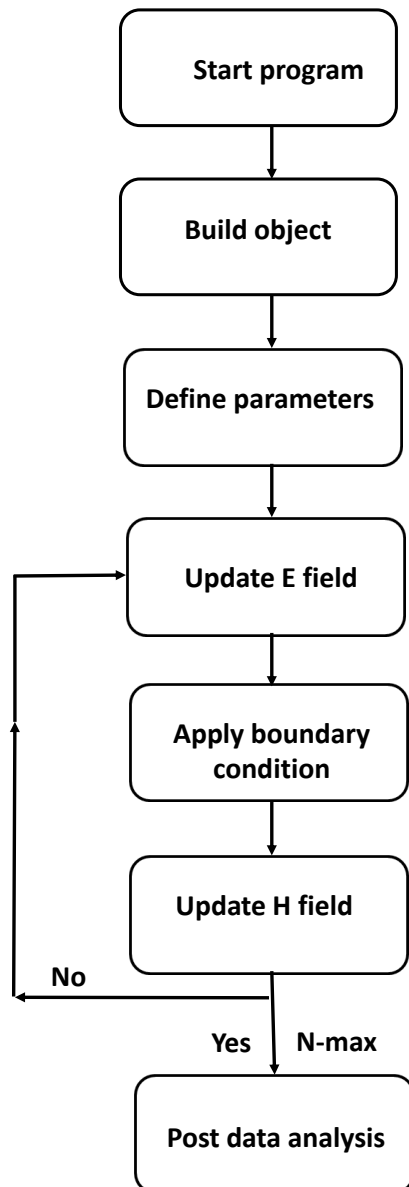 Start program
Build object
Define parameters
Update E field
Apply boundary
condition
Update H field
No
Yes N-max
Post data analysis